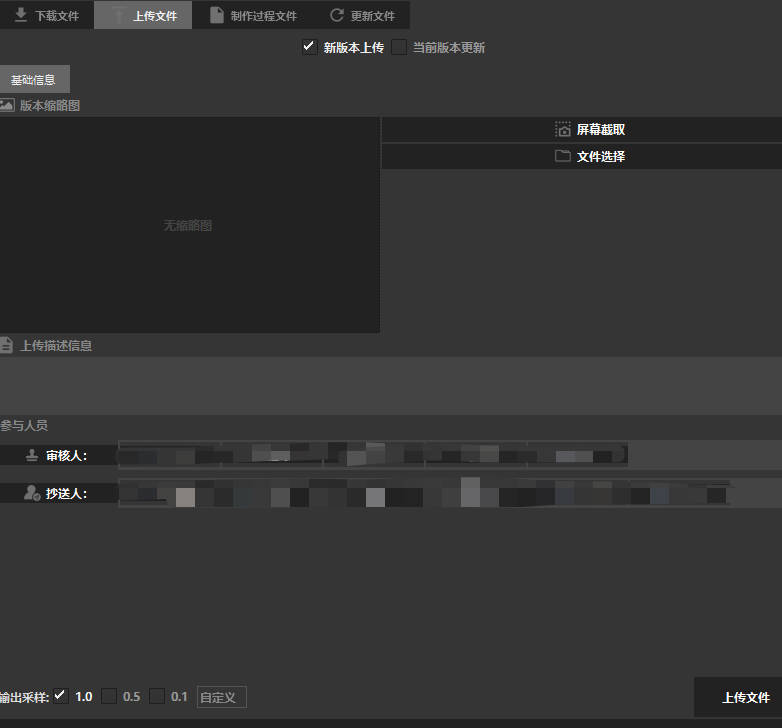 下载文件 上传文件 制作过程文件 更新文件
新版本上传 当前版本更新
基础信息
版本缩略图
屏幕截取
文件选择
无缩略图
上传描述信息
参与人员
审核人：
抄送人：
输出采样: 1.0 0.5 0.1 自定义
上传文件